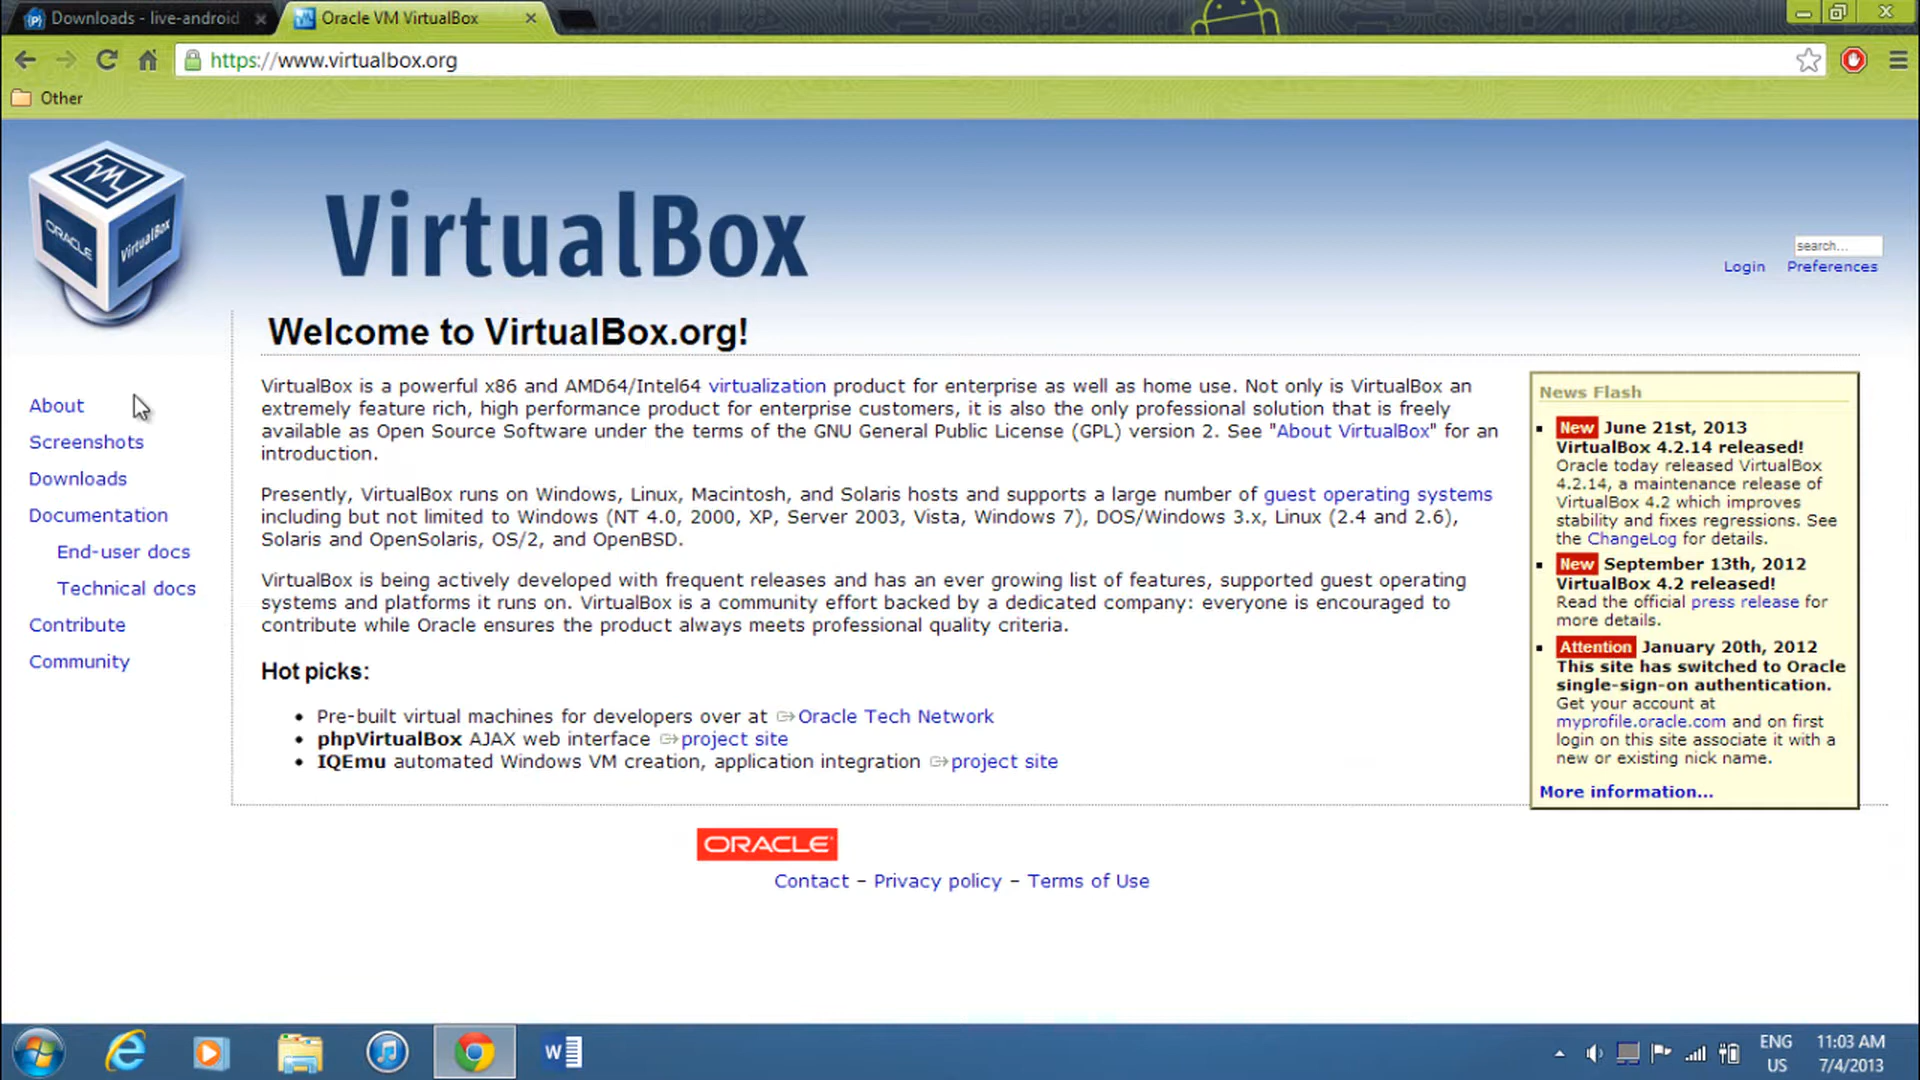 Downloads - live-android
Oracle VM VirtualBox
https://www.virtualbox.org
Other
ORACLE
VirtualBox
VirtualBox
search...
Login Preferences
Welcome to VirtualBox.org!
About
Screenshots
Downloads
Documentation
End-user docs
Technical docs
Contribute
Community
VirtualBox is a powerful x86 and AMD64/Intel64 virtualization product for enterprise as well as home use. Not only is VirtualBox an
extremely feature rich, high performance product for enterprise customers, it is also the only professional solution that is freely
available as Open Source Software under the terms of the GNU General Public License (GPL) version 2. See "About VirtualBox" for an
introduction.
Presently, VirtualBox runs on Windows, Linux, Macintosh, and Solaris hosts and supports a large number of guest operating systems
including but not limited to Windows (NT 4.0, 2000, XP, Server 2003, Vista, Windows 7), DOS/Windows 3.x, Linux (2.4 and 2.6),
Solaris and OpenSolaris, OS/2, and OpenBSD.
VirtualBox is being actively developed with frequent releases and has an ever growing list of features, supported guest operating
systems and platforms it runs on. VirtualBox is a community effort backed by a dedicated company: everyone is encouraged to
contribute while Oracle ensures the product always meets professional quality criteria.
Hot picks:
• Pre-built virtual machines for developers over at Oracle Tech Network
• phpVirtualBox AJAX web interface project site
• IQEmu automated Windows VM creation, application integration project site
News Flash
New June 21st, 2013
VirtualBox 4.2.14 released!
Oracle today released VirtualBox
4.2.14, a maintenance release of
VirtualBox 4.2 which improves
stability and fixes regressions. See
the ChangeLog for details.
New September 13th, 2012
VirtualBox 4.2 released!
Read the official press release for
more details.
Attention January 20th, 2012
This site has switched to Oracle
single-sign-on authentication.
Get your account at
myprofile.oracle.com and on first
login on this site associate it with a
new or existing nick name.
More information...
ORACLE
Contact – Privacy policy – Terms of Use
W
ENG 11:03 AM
US 7/4/2013